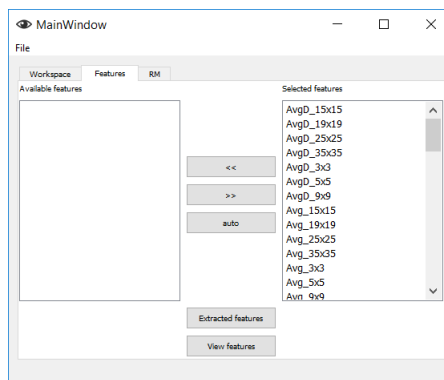 MainWindow
File
Workspace Features RM
Available features
Selected features
AvgD_15x15
AvgD_19x19
AvgD_25x25
AvgD_35x35
AvgD_3x3
AvgD_5x5
AvgD_9x9
Avg_15x15
Avg_19x19
Avg_25x25
Avg_35x35
Avg_3x3
Avg_5x5
Avg_9x9
<<
>>
auto
Extracted features
View features